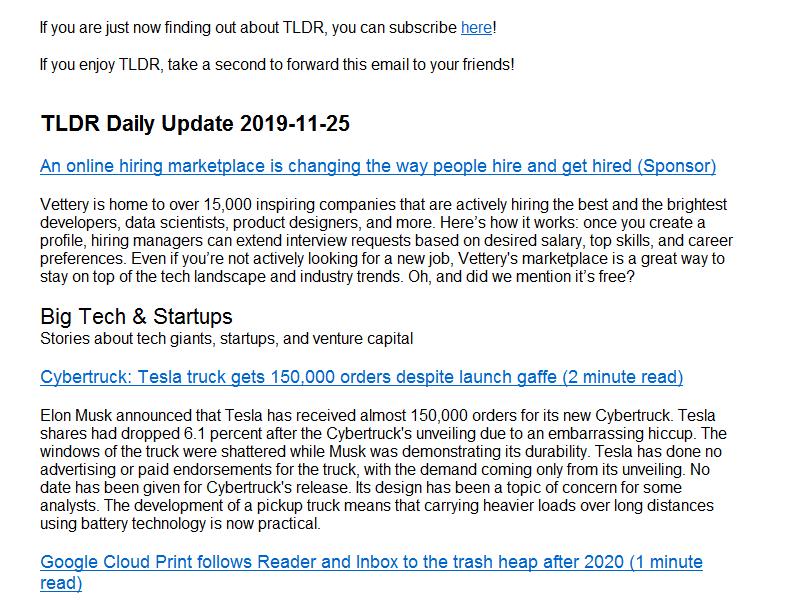 If you are just now finding out about TLDR, you can subscribe here!
If you enjoy TLDR, take a second to forward this email to your friends!
TLDR Daily Update 2019-11-25
An online hiring marketplace is changing the way people hire and get hired (Sponsor)
Vettery is home to over 15,000 inspiring companies that are actively hiring the best and the brightest
developers, data scientists, product designers, and more. Here’s how it works: once you create a
profile, hiring managers can extend interview requests based on desired salary, top skills, and career
preferences. Even if you’re not actively looking for a new job, Vettery's marketplace is a great way to
stay on top of the tech landscape and industry trends. Oh, and did we mention it’s free?
Big Tech & Startups
Stories about tech giants, startups, and venture capital
Cybertruck: Tesla truck gets 150,000 orders despite launch gaffe (2 minute read)
Elon Musk announced that Tesla has received almost 150,000 orders for its new Cybertruck. Tesla
shares had dropped 6.1 percent after the Cybertruck's unveiling due to an embarrassing hiccup. The
windows of the truck were shattered while Musk was demonstrating its durability. Tesla has done no
advertising or paid endorsements for the truck, with the demand coming only from its unveiling. No
date has been given for Cybertruck's release. Its design has been a topic of concern for some
analysts. The development of a pickup truck means that carrying heavier loads over long distances
using battery technology is now practical.
Google Cloud Print follows Reader and Inbox to the trash heap after 2020 (1 minute
read)